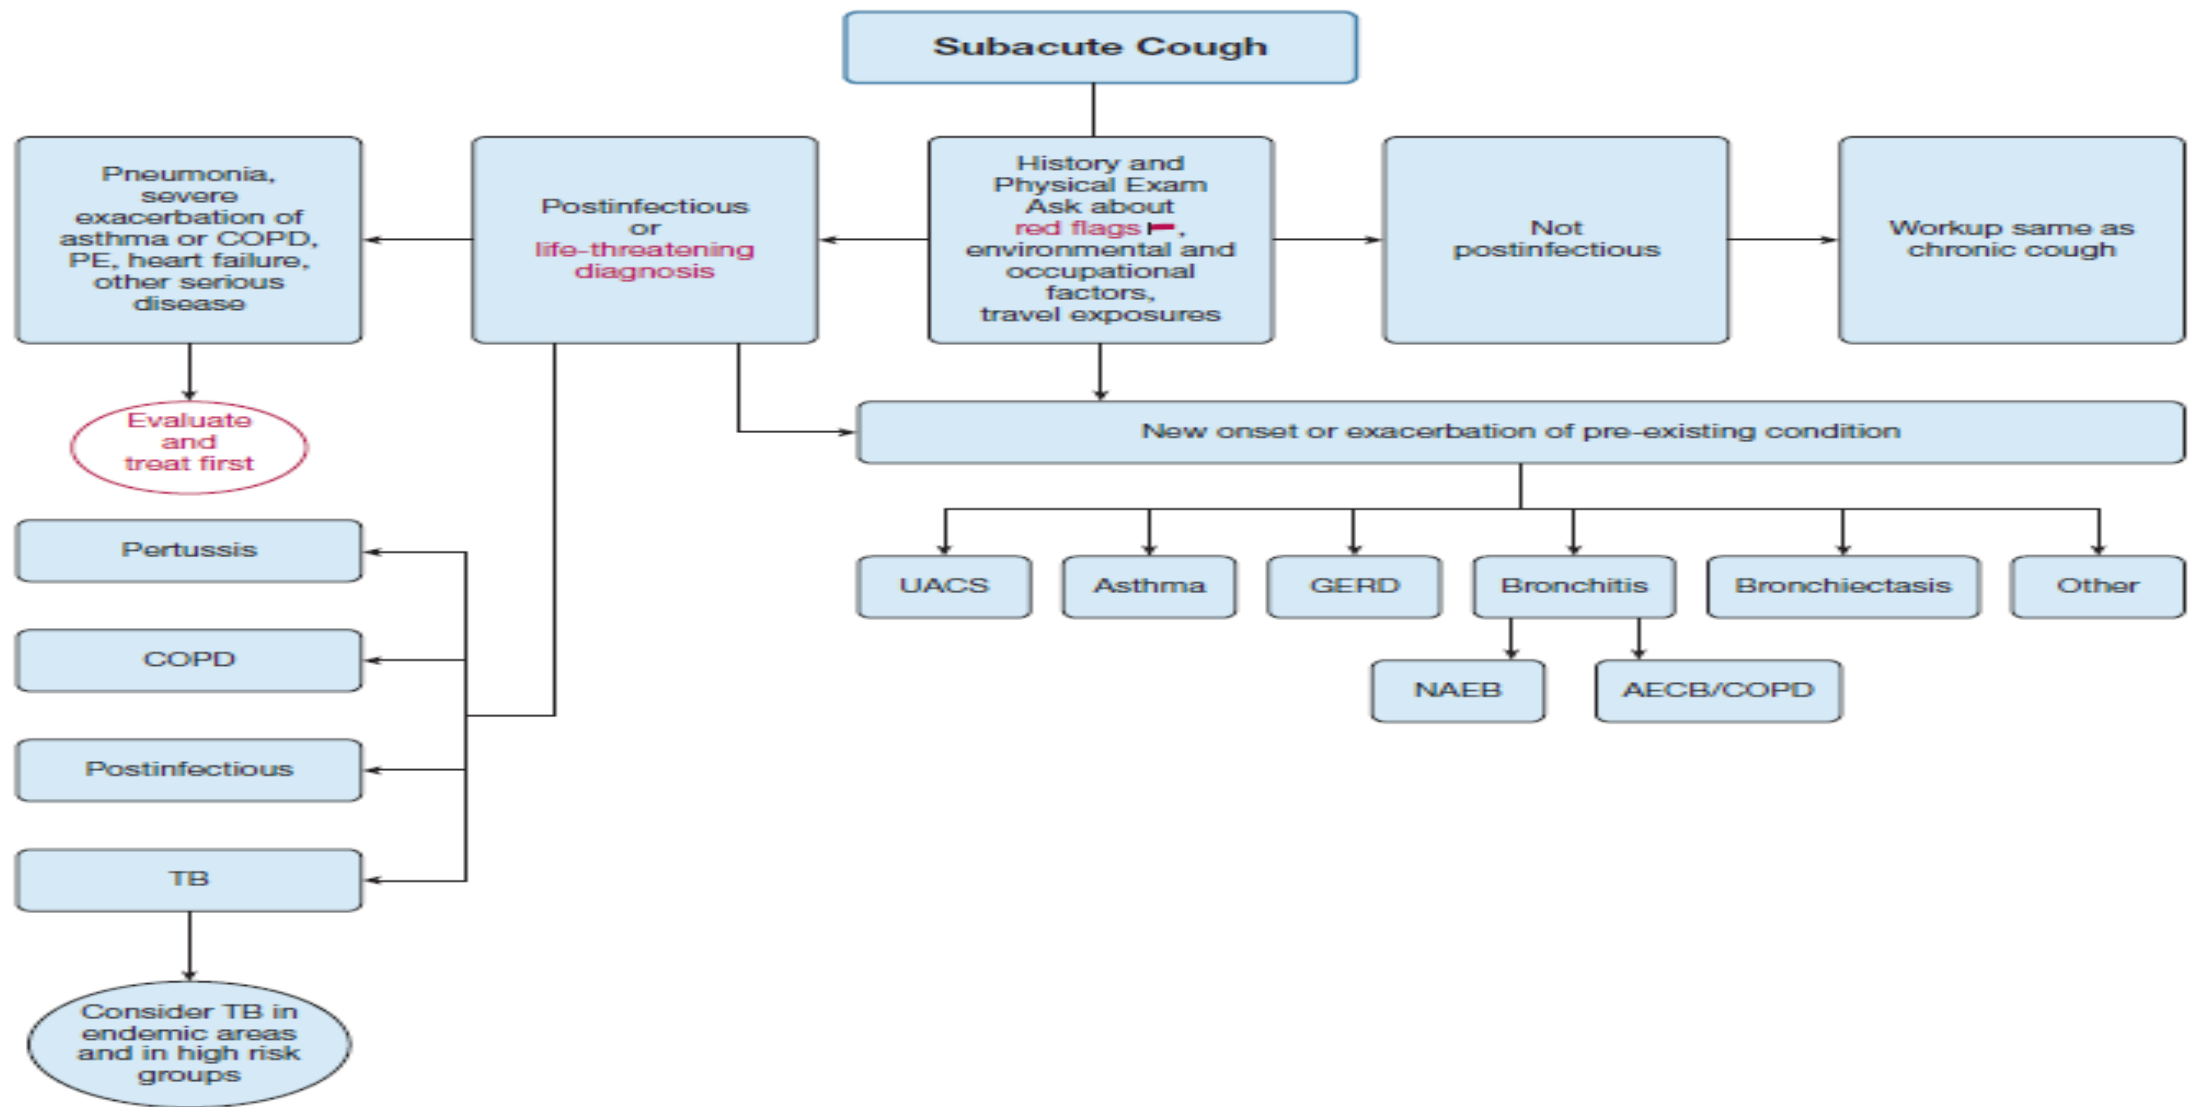 Subacute Cough
Pneumonia,
severe
exacerbation of
asthma or COPD,
PE, heart failure,
other serious
disease
Postinfectious
or
life-threatening
diagnosis
History and
Physical Exam
Ask about
red flags ,
environmental and
occupational
factors,
travel exposures
Not
postinfectious
Workup same as
chronic cough
Evaluate
and
treat first
New onset or exacerbation of pre-existing condition
Pertussis
COPD
Postinfectious
TB
Consider TB in
endemic areas
and in high risk
groups
UACS
Asthma
GERD
Bronchitis
Bronchiectasis
Other
NAEB
AECB/COPD